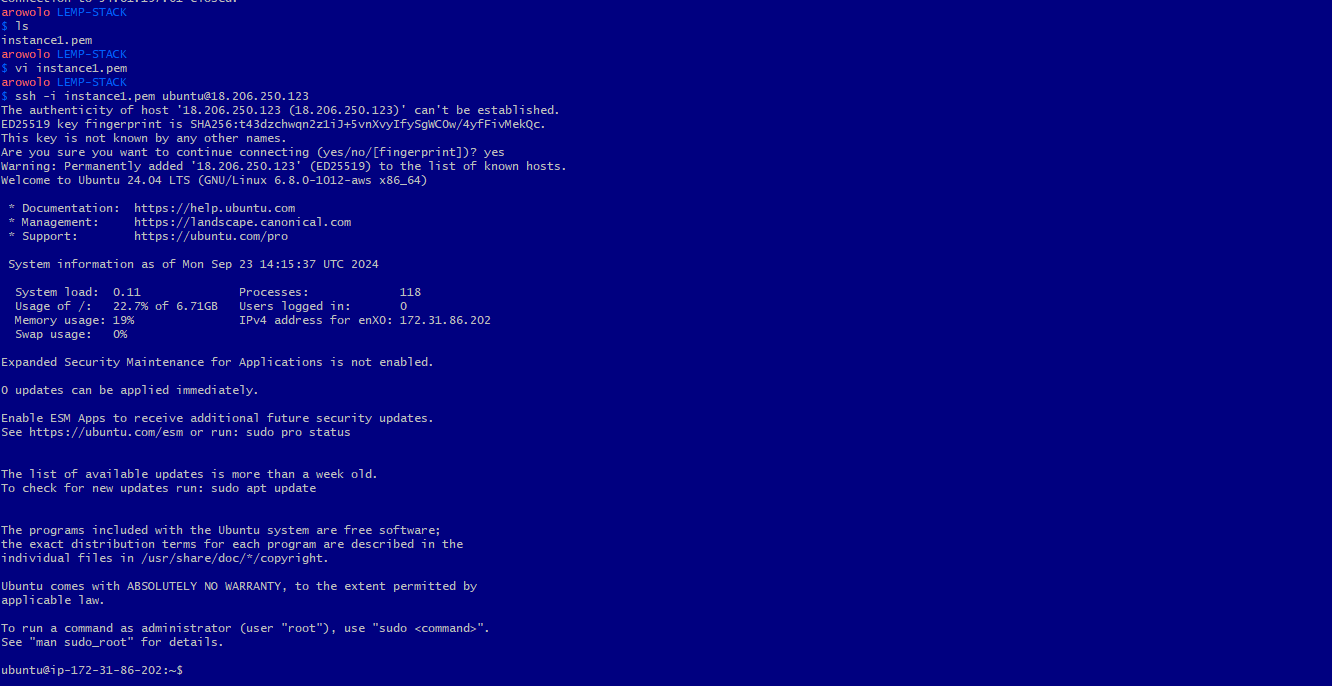 arowolo LEMP-STACK
$ ls
instance1.pem
arowolo LEMP-STACK
$ vi instance1.pem
arowolo LEMP-STACK
$ ssh -i instance1.pem ubuntu@18.206.250.123
The authenticity of host '18.206.250.123 (18.206.250.123)' can't be established.
ED25519 key fingerprint is SHA256:t43dzchwqn2z1iJ+5vnXvyIfySgWCOw/4yfFivMekQc.
This key is not known by any other names.
Are you sure you want to continue connecting (yes/no/[fingerprint])? yes
Warning: Permanently added '18.206.250.123' (ED25519) to the list of known hosts.
Welcome to Ubuntu 24.04 LTS (GNU/Linux 6.8.0-1012-aws x86_64)
* Documentation: https://help.ubuntu.com
* Management: https://landscape.canonical.com
* Support: https://ubuntu.com/pro
System information as of Mon Sep 23 14:15:37 UTC 2024
System load: 0.11 Processes: 118
Usage of /: 22.7% of 6.71GB Users logged in: 0
Memory usage: 19% IPv4 address for enX0: 172.31.86.202
Swap usage: 0%
Expanded Security Maintenance for Applications is not enabled.
0 updates can be applied immediately.
Enable ESM Apps to receive additional future security updates.
See https://ubuntu.com/esm or run: sudo pro status
The list of available updates is more than a week old.
To check for new updates run: sudo apt update
The programs included with the Ubuntu system are free software;
the exact distribution terms for each program are described in the
individual files in /usr/share/doc/*/copyright.
Ubuntu comes with ABSOLUTELY NO WARRANTY, to the extent permitted by
applicable law.
To run a command as administrator (user "root"), use "sudo <command>".
See "man sudo_root" for details.
ubuntu@ip-172-31-86-202:~$